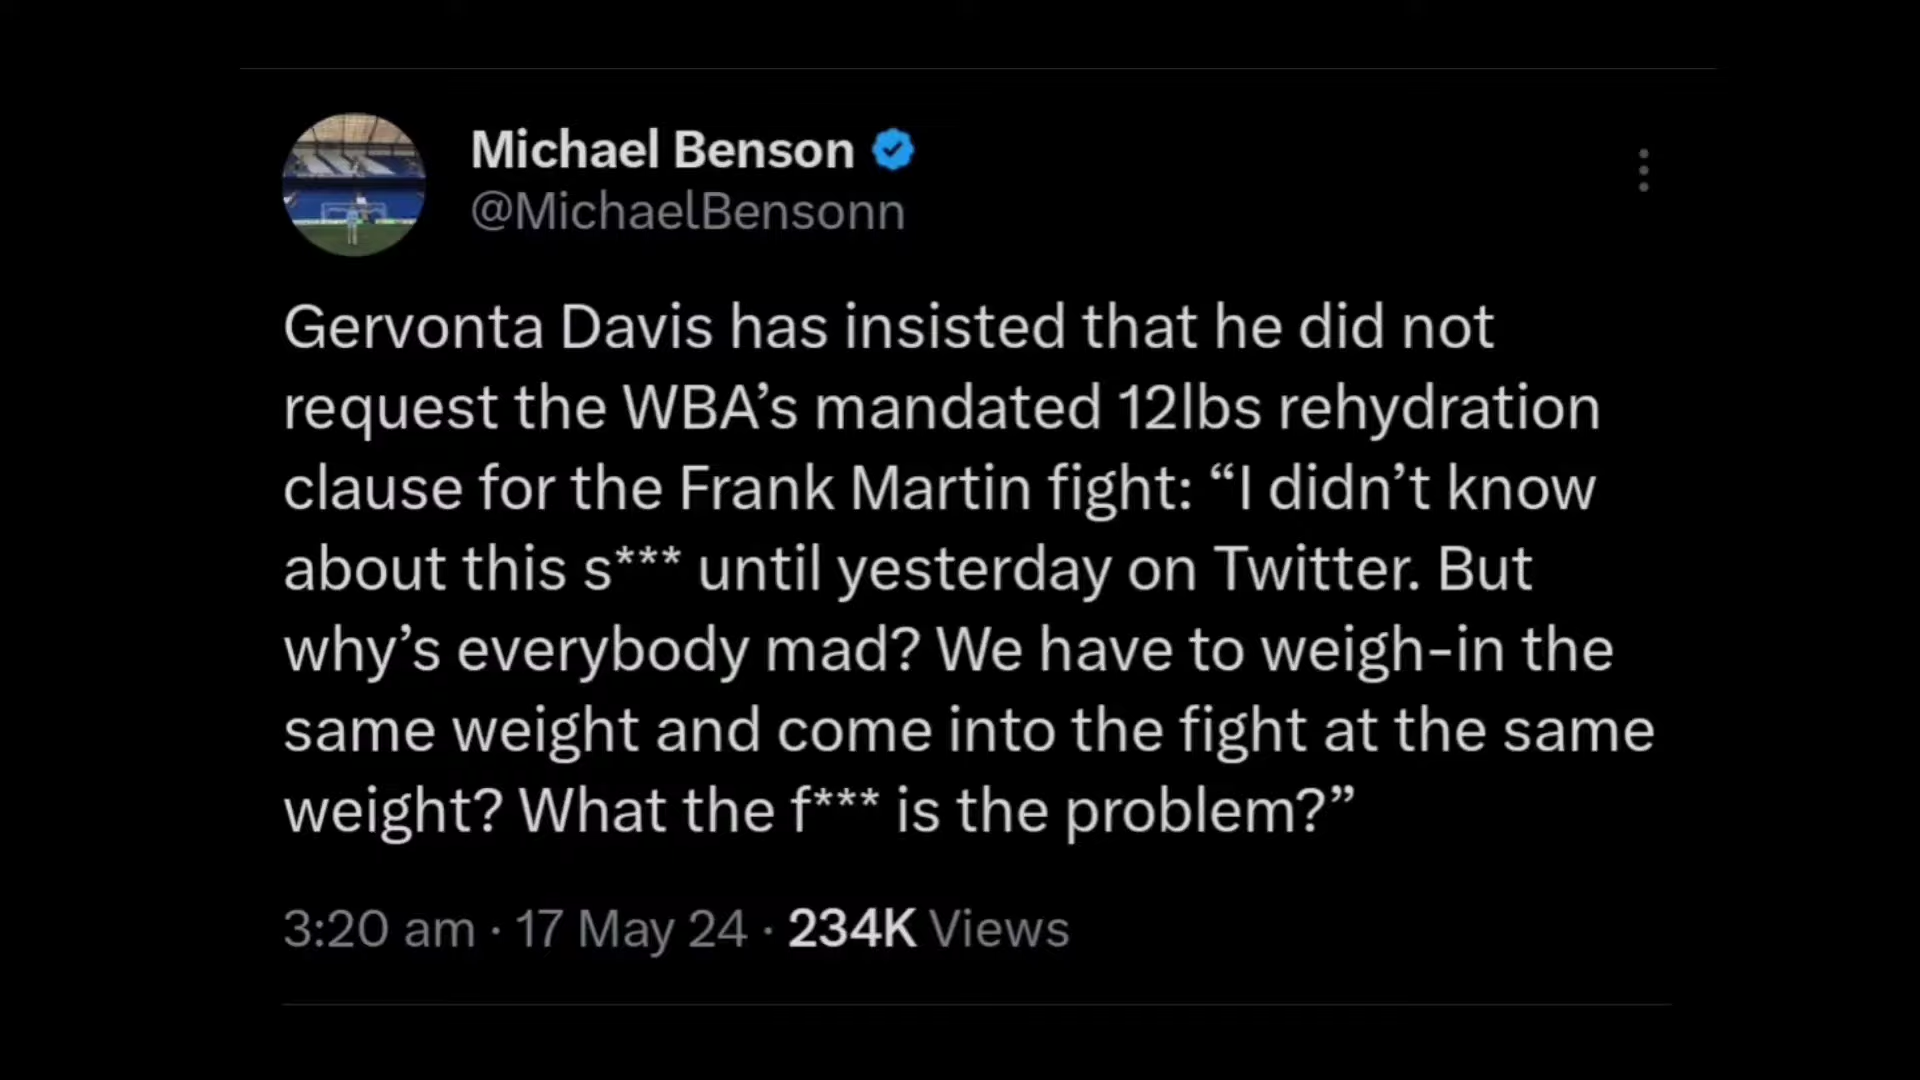 Michael Benson
@MichaelBensonn
Gervonta Davis has insisted that he did not
request the WBA’s mandated 12lbs rehydration
clause for the Frank Martin fight: “I didn’t know
about this s*** until yesterday on Twitter. But
why’s everybody mad? We have to weigh-in the
same weight and come into the fight at the same
weight? What the f*** is the problem?”
3:20 am · 17 May 24 · 234K Views